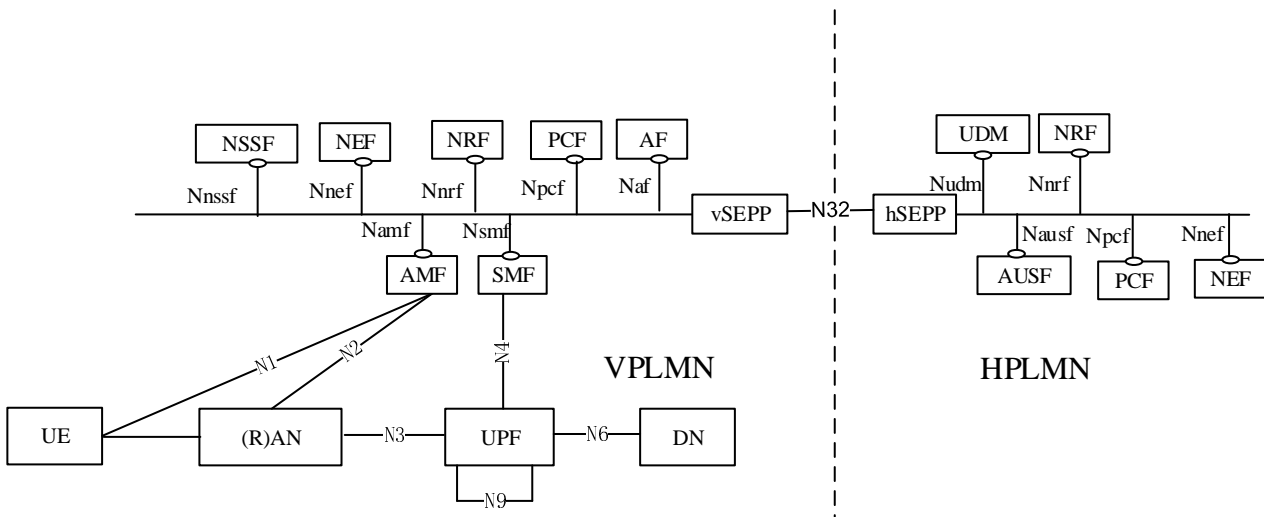 NSSF
NEF
NRF
PCF
AF
UDM
NRF
Nnssf
Nnef
Nnrf
Npcf
Naf
Nudm
Nnrf
vSEPP
N32
hSEPP
Namf
Nsmf
Nausf
Npcf
Nnef
AMF
SMF
AUSF
PCF
NEF
N1
N2
N4
VPLMN
HPLMN
UE
(R)AN
N3
UPF
N6
DN
N9